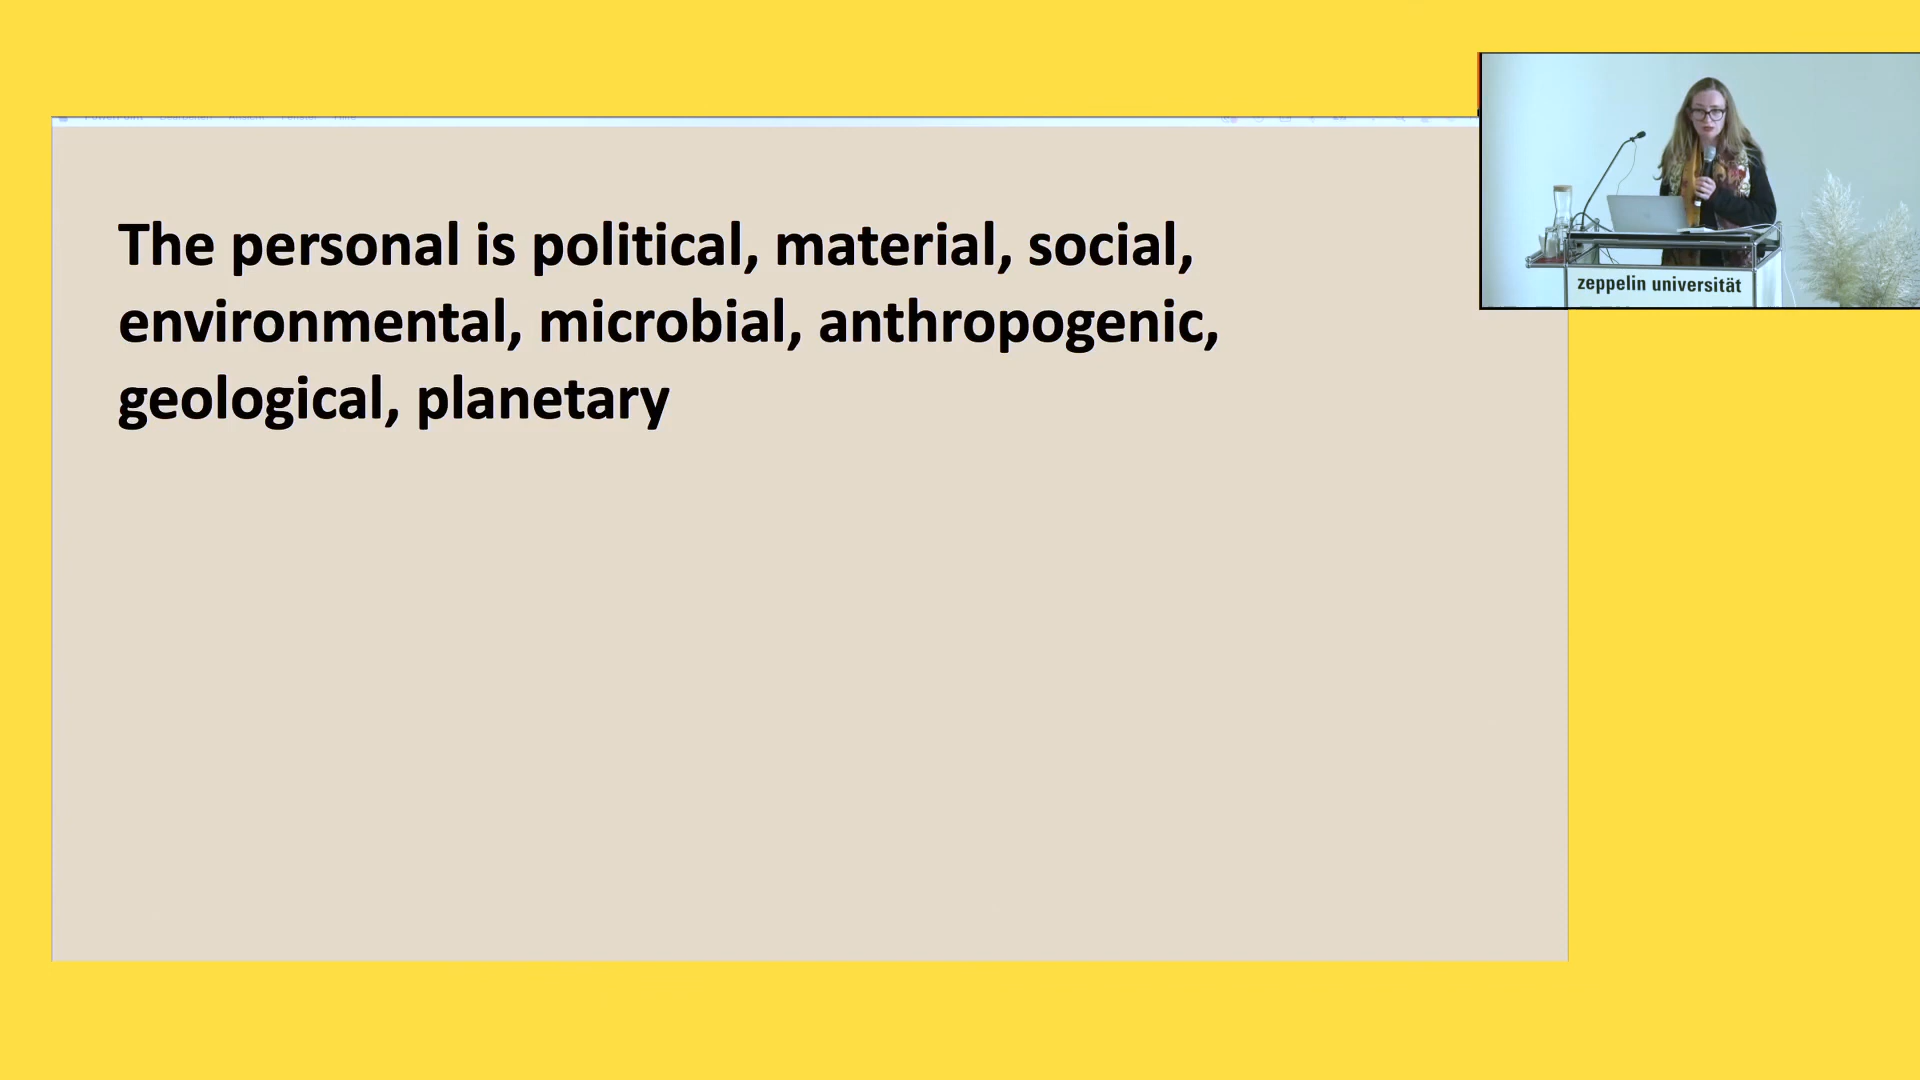 The personal is political, material, social,
environmental, microbial, anthropogenic,
geological, planetary
zeppelin universität